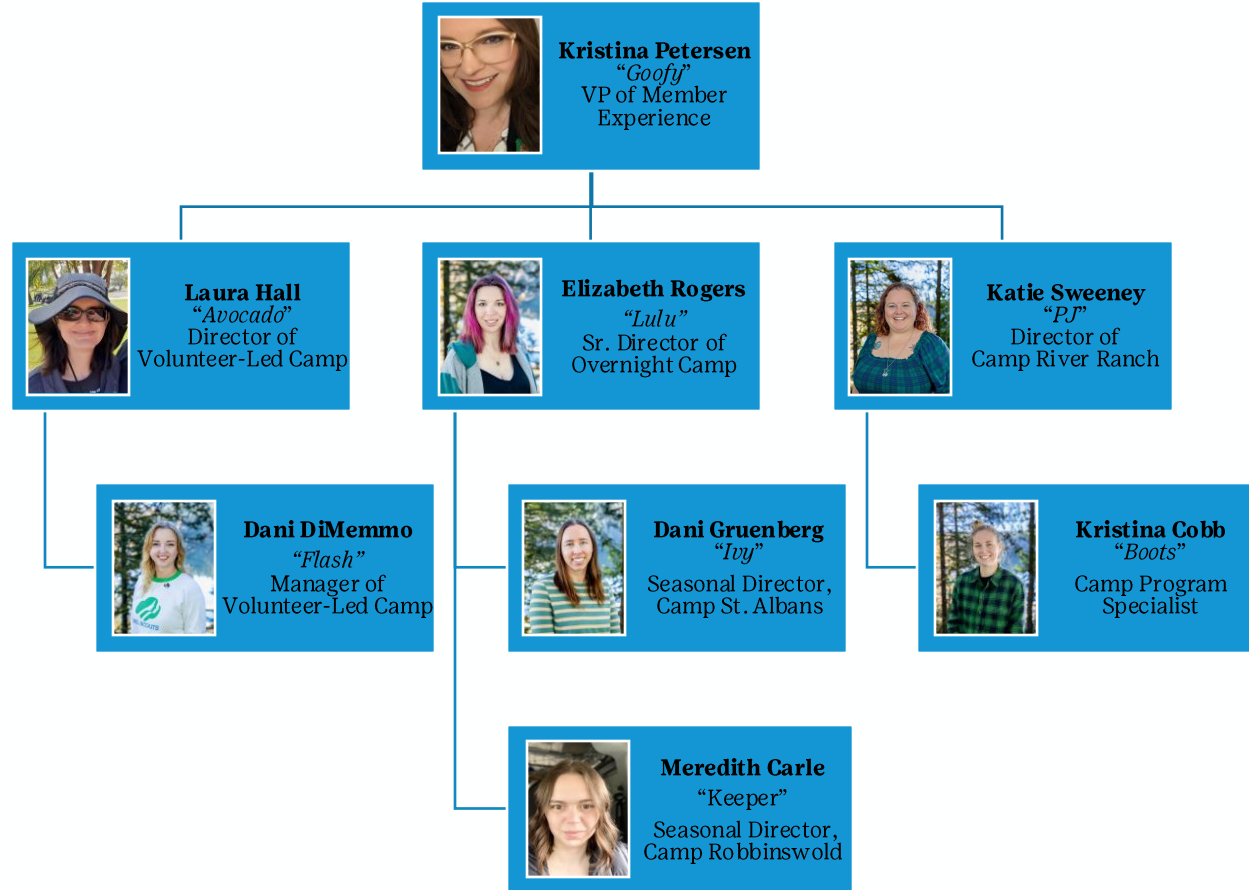 Kristina Petersen
“Goofy”
VP of Member
Experience
Laura Hall
“Avocado”
Director of
Volunteer-Led Camp
Elizabeth Rogers
“Lulu”
Sr. Director of
Overnight Camp
Katie Sweeney
“PJ”
Director of
Camp River Ranch
Dani DiMemmo
“Flash”
Manager of
Volunteer-Led Camp
Dani Gruenberg
“Ivy”
Seasonal Director,
Camp St. Albans
Kristina Cobb
“Boots”
Camp Program
Specialist
Meredith Carle
“Keeper”
Seasonal Director,
Camp Robbinswold
SCOUTS